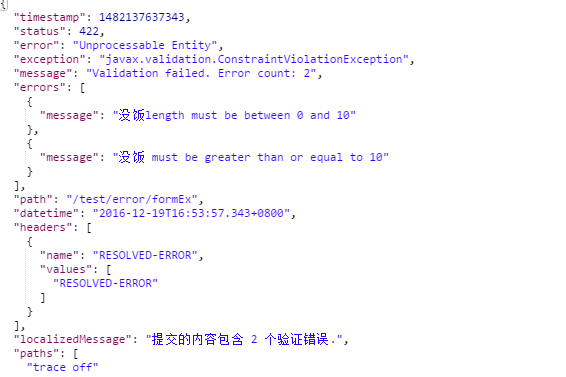 {
"timestamp": 1482137637343,
"status": 422,
"error": "Unprocessable Entity",
"exception": "javax.validation.ConstraintViolationException",
"message": "Validation failed. Error count: 2",
"errors": [
{
"message": "没饭length must be between 0 and 10"
},
{
"message": "没饭 must be greater than or equal to 10"
}
],
"path": "/test/error/formEx",
"datetime": "2016-12-19T16:53:57.343+0800",
"headers": [
{
"name": "RESOLVED-ERROR",
"values": [
"RESOLVED-ERROR"
]
}
],
"localizedMessage": "提交的内容包含 2 个验证错误.",
"paths": [
"trace off"